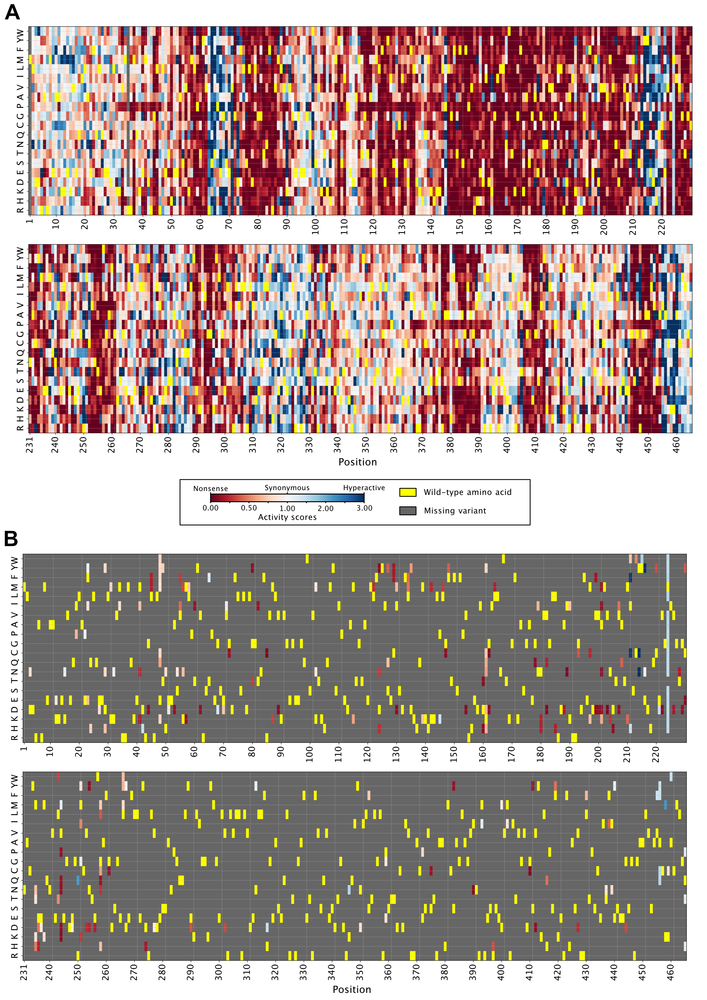 A
R H K D E S T N Q C G P A V I L M F Y W
1 10 20 30 40 50 60 70 80 90 100 110 120 130 140 150 160 170 180 190 200 210 220
R H K D E S T N Q C G P A V I L M F Y W
231 240 250 260 270 280 290 300 310 320 330 340 350 360 370 380 390 400 410 420 430 440 450 460
Position
Nonsense Synonymous Hyperactive
0.00 0.50 1.00 2.00 3.00
Activity scores
Wild-type amino acid
Missing variant
B
R H K D E S T N Q C G P A V I L M F Y W
1 10 20 30 40 50 60 70 80 90 100 110 120 130 140 150 160 170 180 190 200 210 220
R H K D E S T N Q C G P A V I L M F Y W
231 240 250 260 270 280 290 300 310 320 330 340 350 360 370 380 390 400 410 420 430 440 450 460
Position